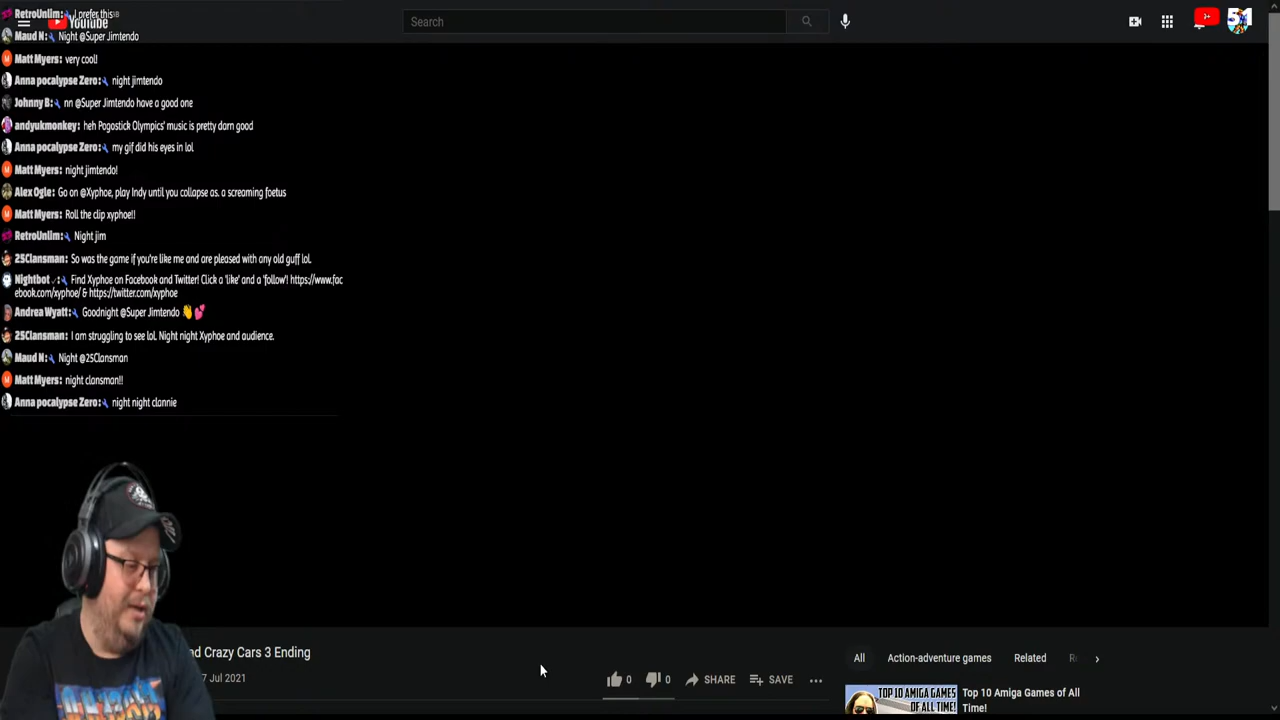 RetroUnlim: I prefer this
YouTube
Search
Maud N: Night @Super Jimtendo
Matt Myers: very cool!
Anna pocalypse Zero: night jimtendo
Johnny B: nn @Super Jimtendo have a good one
andyukmonkey: heh Pogostick Olympics' music is pretty darn good
Anna pocalypse Zero: my gif did his eyes in lol
Matt Myers: night jimtendo!
Alex Ogle: Go on @Xyphoe, play Indy until you collapse as. a screaming foetus
Matt Myers: Roll the clip xyphoe!!
RetroUnlim: Night jim
25Clansman: So was the game if you're like me and are pleased with any old guff lol.
Nightbot: Find Xyphoe on Facebook and Twitter! Click a 'like' and a 'follow'! https://www.fac
ebook.com/xyphoe/ & https://twitter.com/xyphoe
Andrea Wyatt: Goodnight @Super Jimtendo 👋 💕
25Clansman: I am struggling to see lol. Night night Xyphoe and audience.
Maud N: Night @25Clansman
Matt Myers: night clansman!!
Anna pocalypse Zero: night night clannie
nd Crazy Cars 3 Ending
7 Jul 2021
0 0 SHARE SAVE
All Action-adventure games Related
TOP 10 AMIGA GAMES
OF ALL TIME!
Top 10 Amiga Games of All
Time!